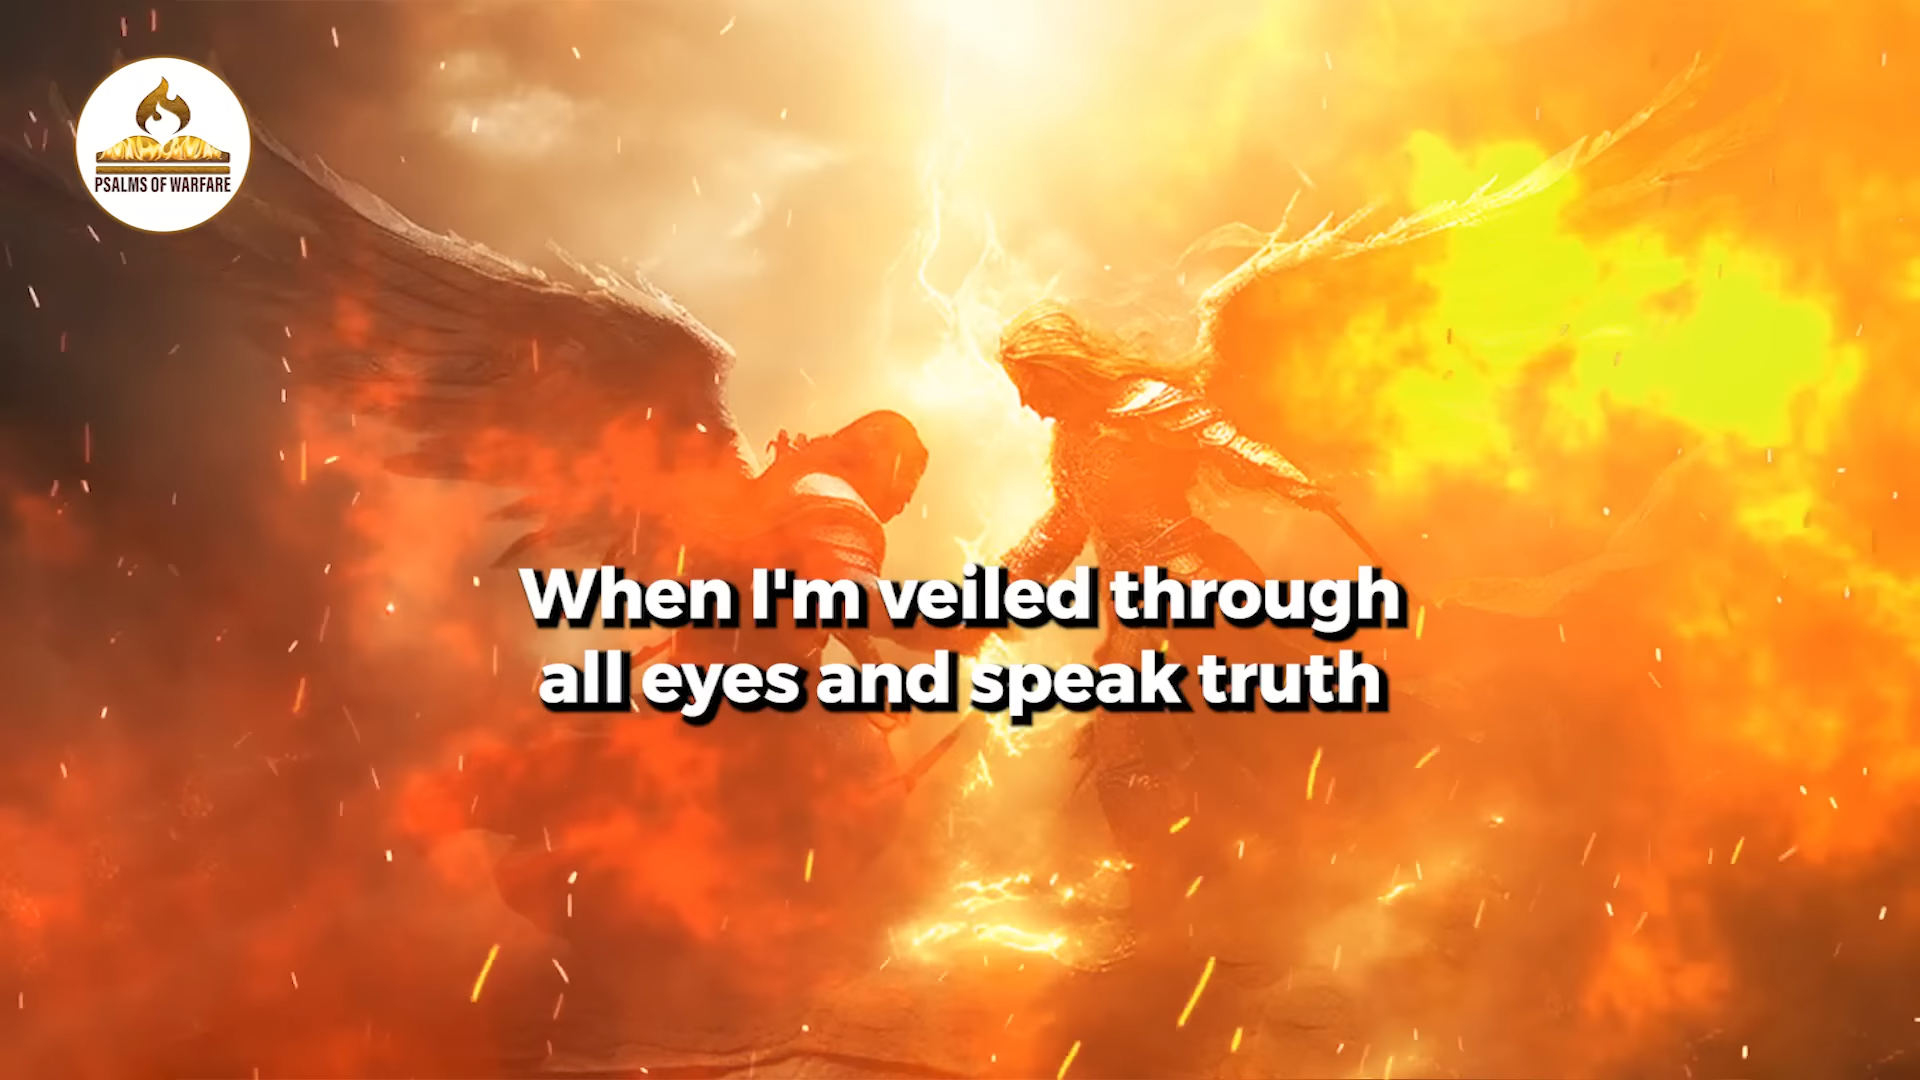 PSALMS OF WARFARE
When I'm veiled through
all eyes and speak truth